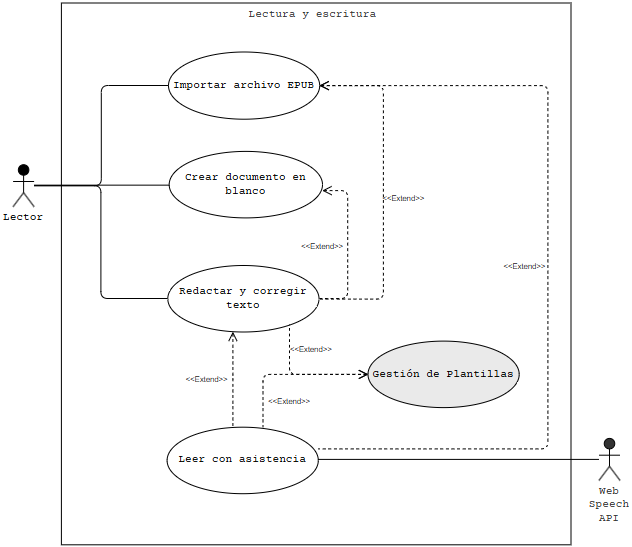 Lectura y escritura
Importar archivo EPUB
Crear documento en
blanco
<<Extend>>
Lector
<<Extend>>
<<Extend>>
Redactar y corregir
texto
<<Extend>>
Gestión de Plantillas
<<Extend>>
<<Extend>>
Leer con asistencia
Web
Speech
API